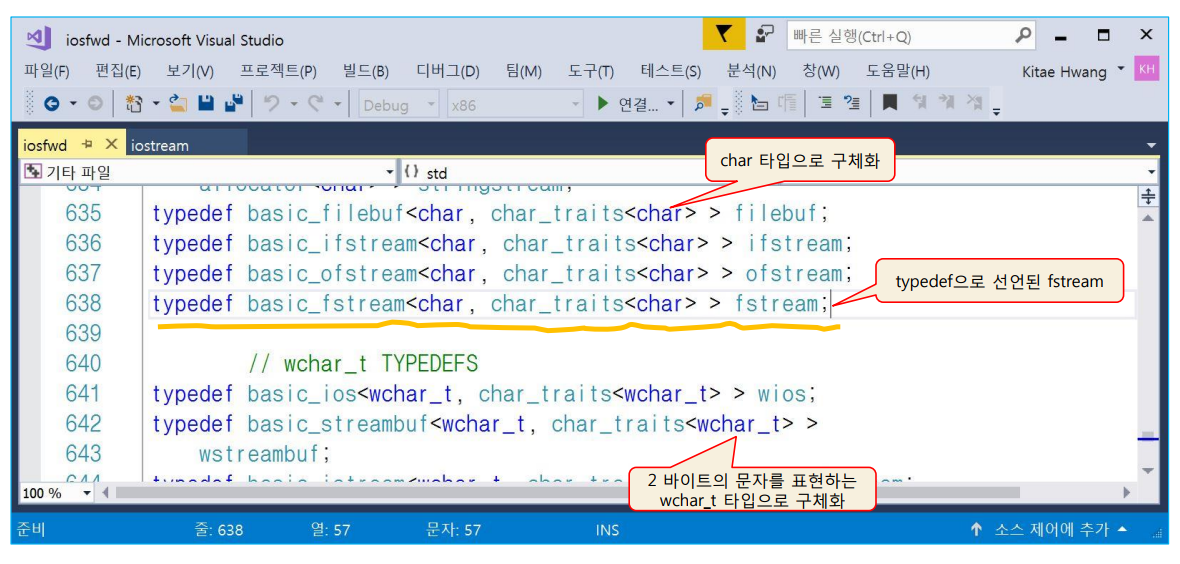 iosfwd - Microsoft Visual Studio
빠른 실행(Ctrl+Q)
파일(F) 편집(E) 보기(V) 프로젝트(P) 빌드(B) 디버그(D) 팀(M) 도구(T) 테스트(S) 분석(N) 창(W) 도움말(H) Kitae Hwang KH
Debug x86 연결...
iosfwd iostream
기타 파일 {} std
char 타입으로 구체화
634 allocator<char> > stringstream;
635 typedef basic_filebuf<char, char_traits<char> > filebuf;
636 typedef basic_ifstream<char, char_traits<char> > ifstream;
637 typedef basic_ofstream<char, char_traits<char> > ofstream;
638 typedef basic_fstream<char, char_traits<char> > fstream;
typedef으로 선언된 fstream
639
640 // wchar_t TYPEDEFS
641 typedef basic_ios<wchar_t, char_traits<wchar_t> > wios;
642 typedef basic_streambuf<wchar_t, char_traits<wchar_t> >
643 wstreambuf;
644 typedef
2 바이트의 문자를 표현하는
wchar_t 타입으로 구체화
100 %
준비 줄: 638 열: 57 문자: 57 INS 소스 제어에 추가